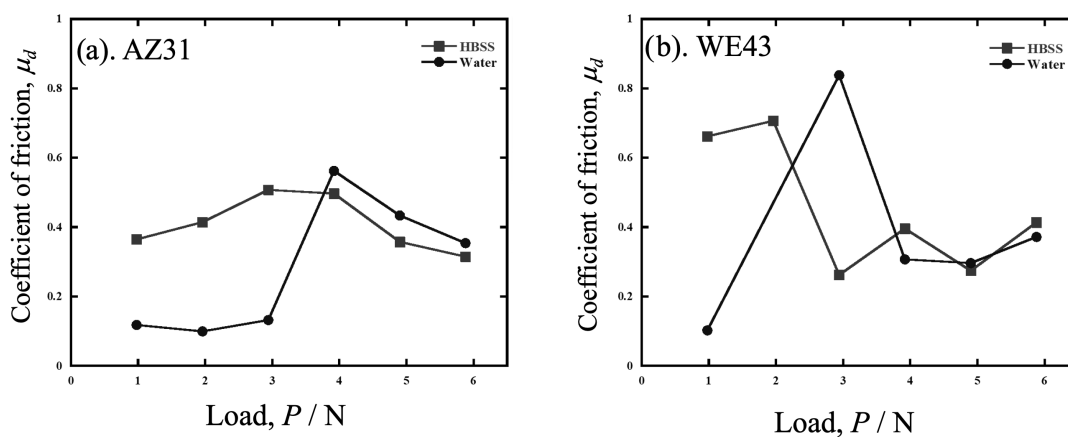 (a). AZ31
HBSS
Water
1
0.8
0.6
0.4
0.2
0
0 1 2 3 4 5 6
Coefficient of friction, μd
Load, P / N
(b). WE43
HBSS
Water
1
0.8
0.6
0.4
0.2
0
0 1 2 3 4 5 6
Coefficient of friction, μd
Load, P / N